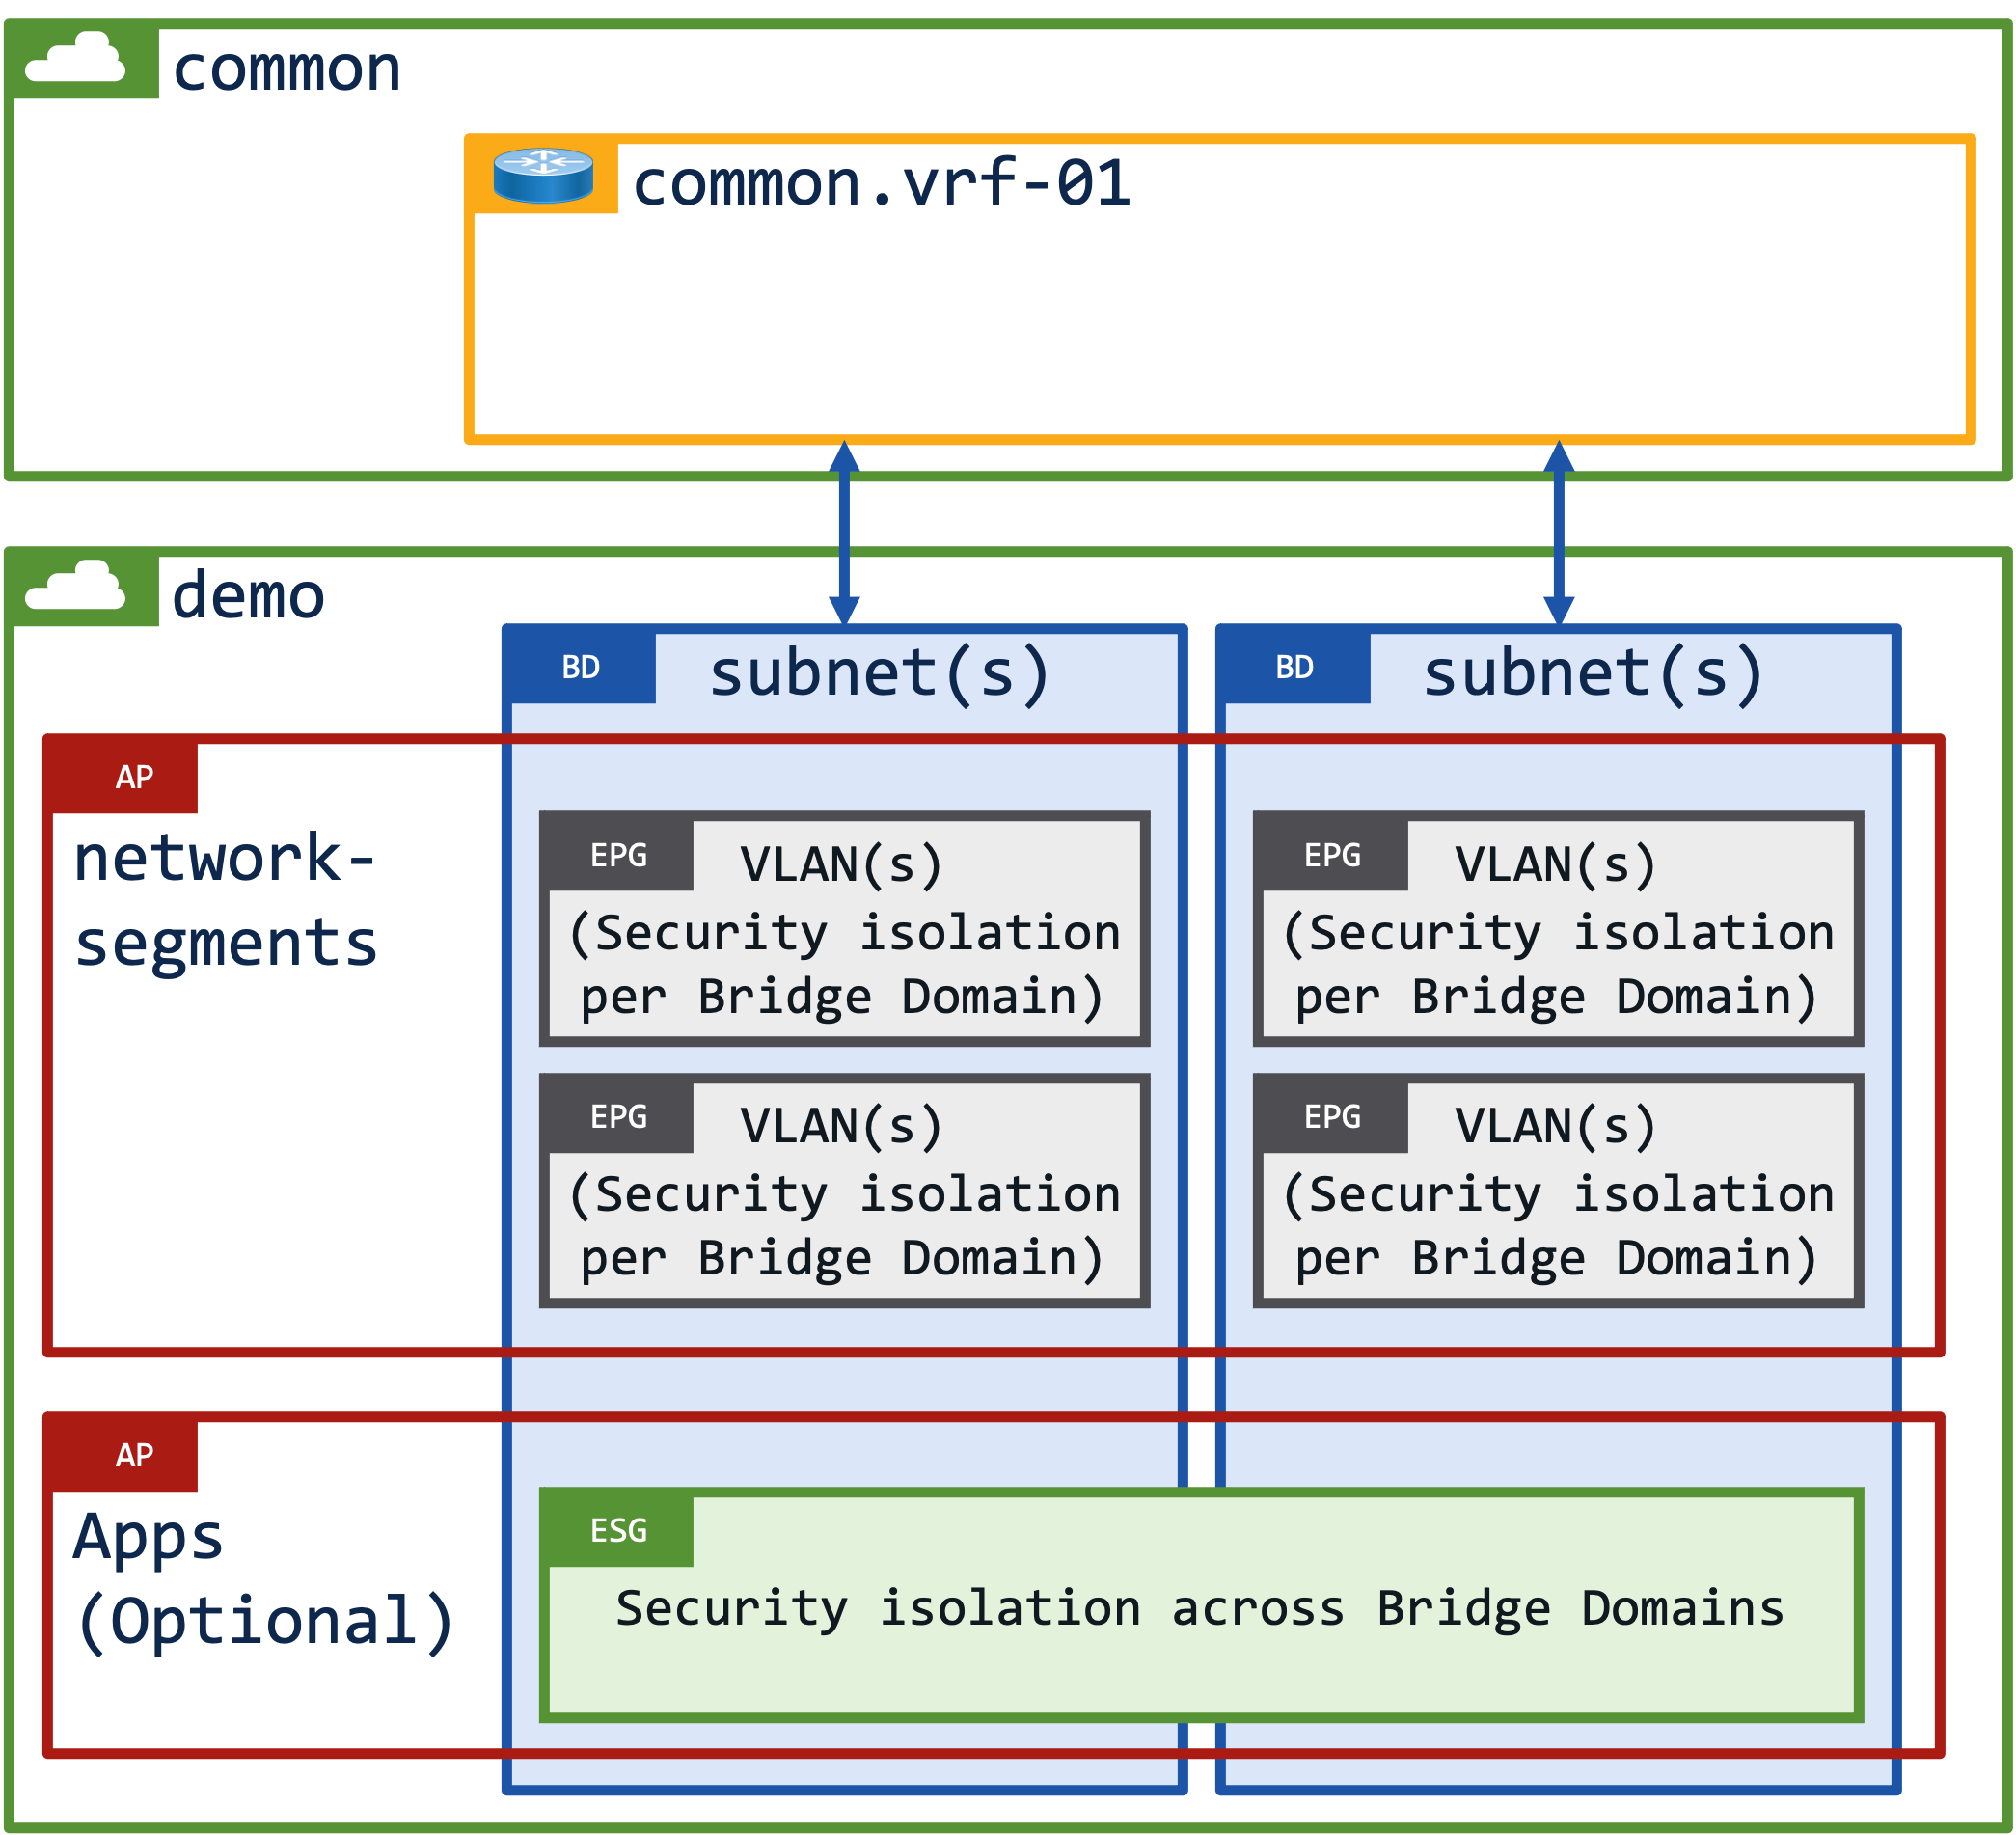 common
common.vrf-01
demo
BD
subnet(s)
BD
subnet(s)
AP
network-
segments
EPG
VLAN(s)
(Security isolation
per Bridge Domain)
EPG
VLAN(s)
(Security isolation
per Bridge Domain)
EPG
VLAN(s)
(Security isolation
per Bridge Domain)
EPG
VLAN(s)
(Security isolation
per Bridge Domain)
AP
Apps
(Optional)
ESG
Security isolation across Bridge Domains